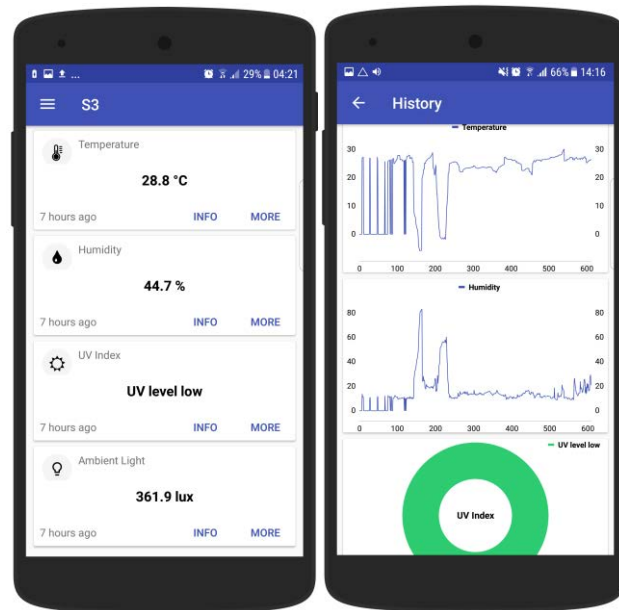 ... 29% 04:21
S3
Temperature
28.8 °C
7 hours ago INFO MORE
Humidity
44.7 %
7 hours ago INFO MORE
UV Index
UV level low
7 hours ago INFO MORE
Ambient Light
361.9 lux
7 hours ago INFO MORE
66% 14:16
History
Temperature
30 30
20 20
10 10
0 0
0 100 200 300 400 500 600
Humidity
80 80
60 60
40 40
20 20
0 0
0 100 200 300 400 500 600
UV level low
UV Index